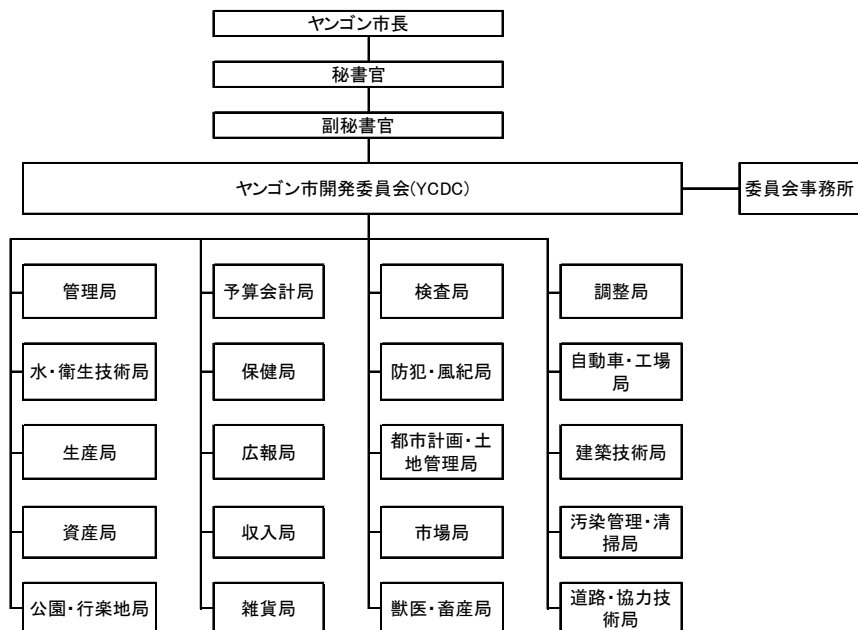 ヤンゴン市長
秘書官
副秘書官
ヤンゴン市開発委員会(YCDC)
委員会事務所
管理局
予算会計局
検査局
調整局
水・衛生技術局
保健局
防犯・風紀局
自動車・工場
局
生産局
広報局
都市計画・土
地管理局
建築技術局
資産局
収入局
市場局
汚染管理・清
掃局
公園・行楽地局
雑貨局
獣医・畜産局
道路・協力技
術局